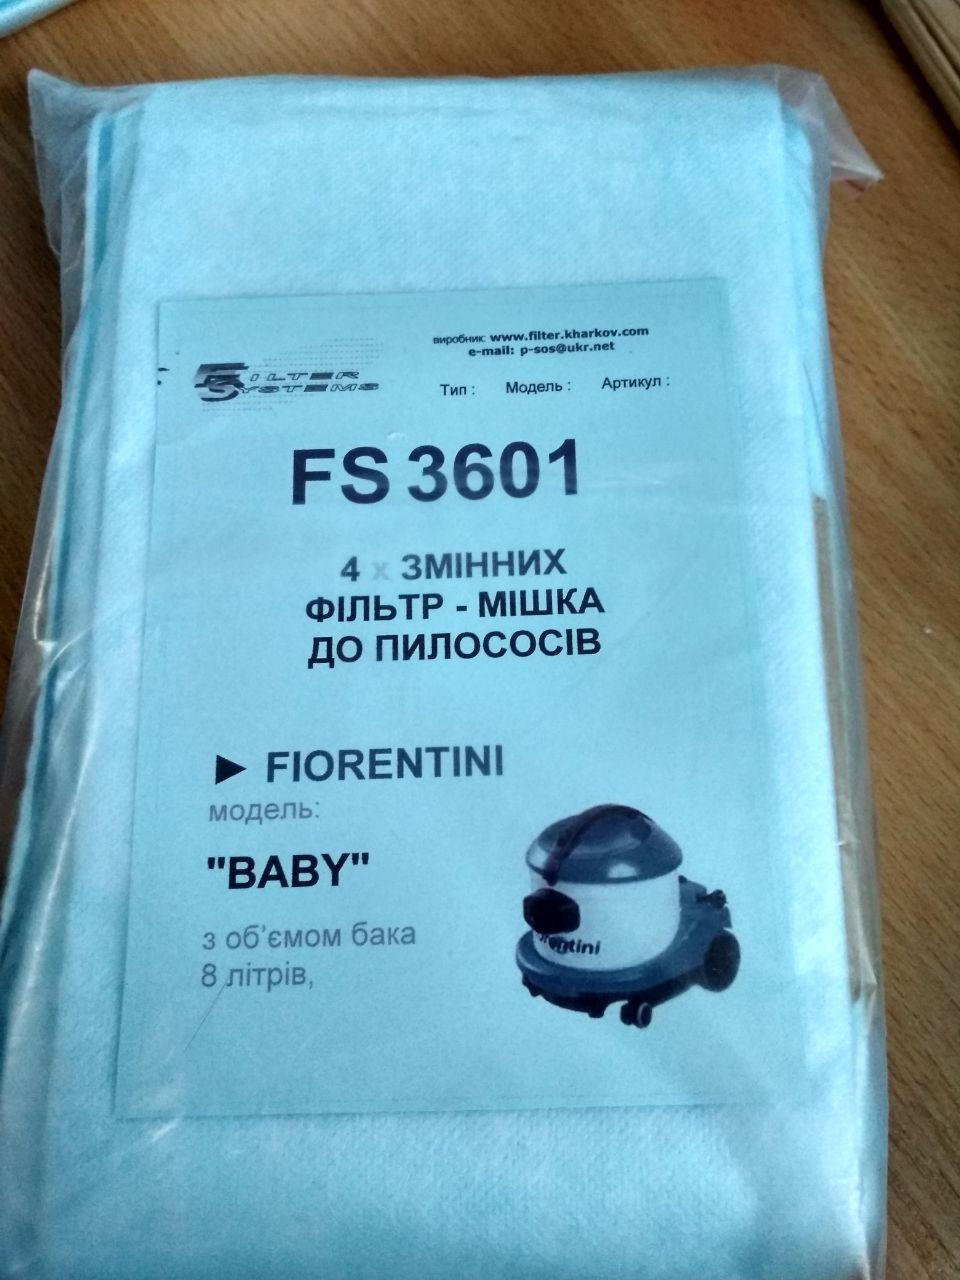 FILTER
SYSTEMS
виробник: www.filter.kharkov.com
e-mail: p-sos@ukr.net
Тип : Модель : Артикул :
FS 3601
4 х ЗМІННИХ
ФІЛЬТР - МІШКА
ДО ПИЛОСОСІВ
► FIORENTINI
модель:
"BABY"
з об'ємом бака
8 літрів,